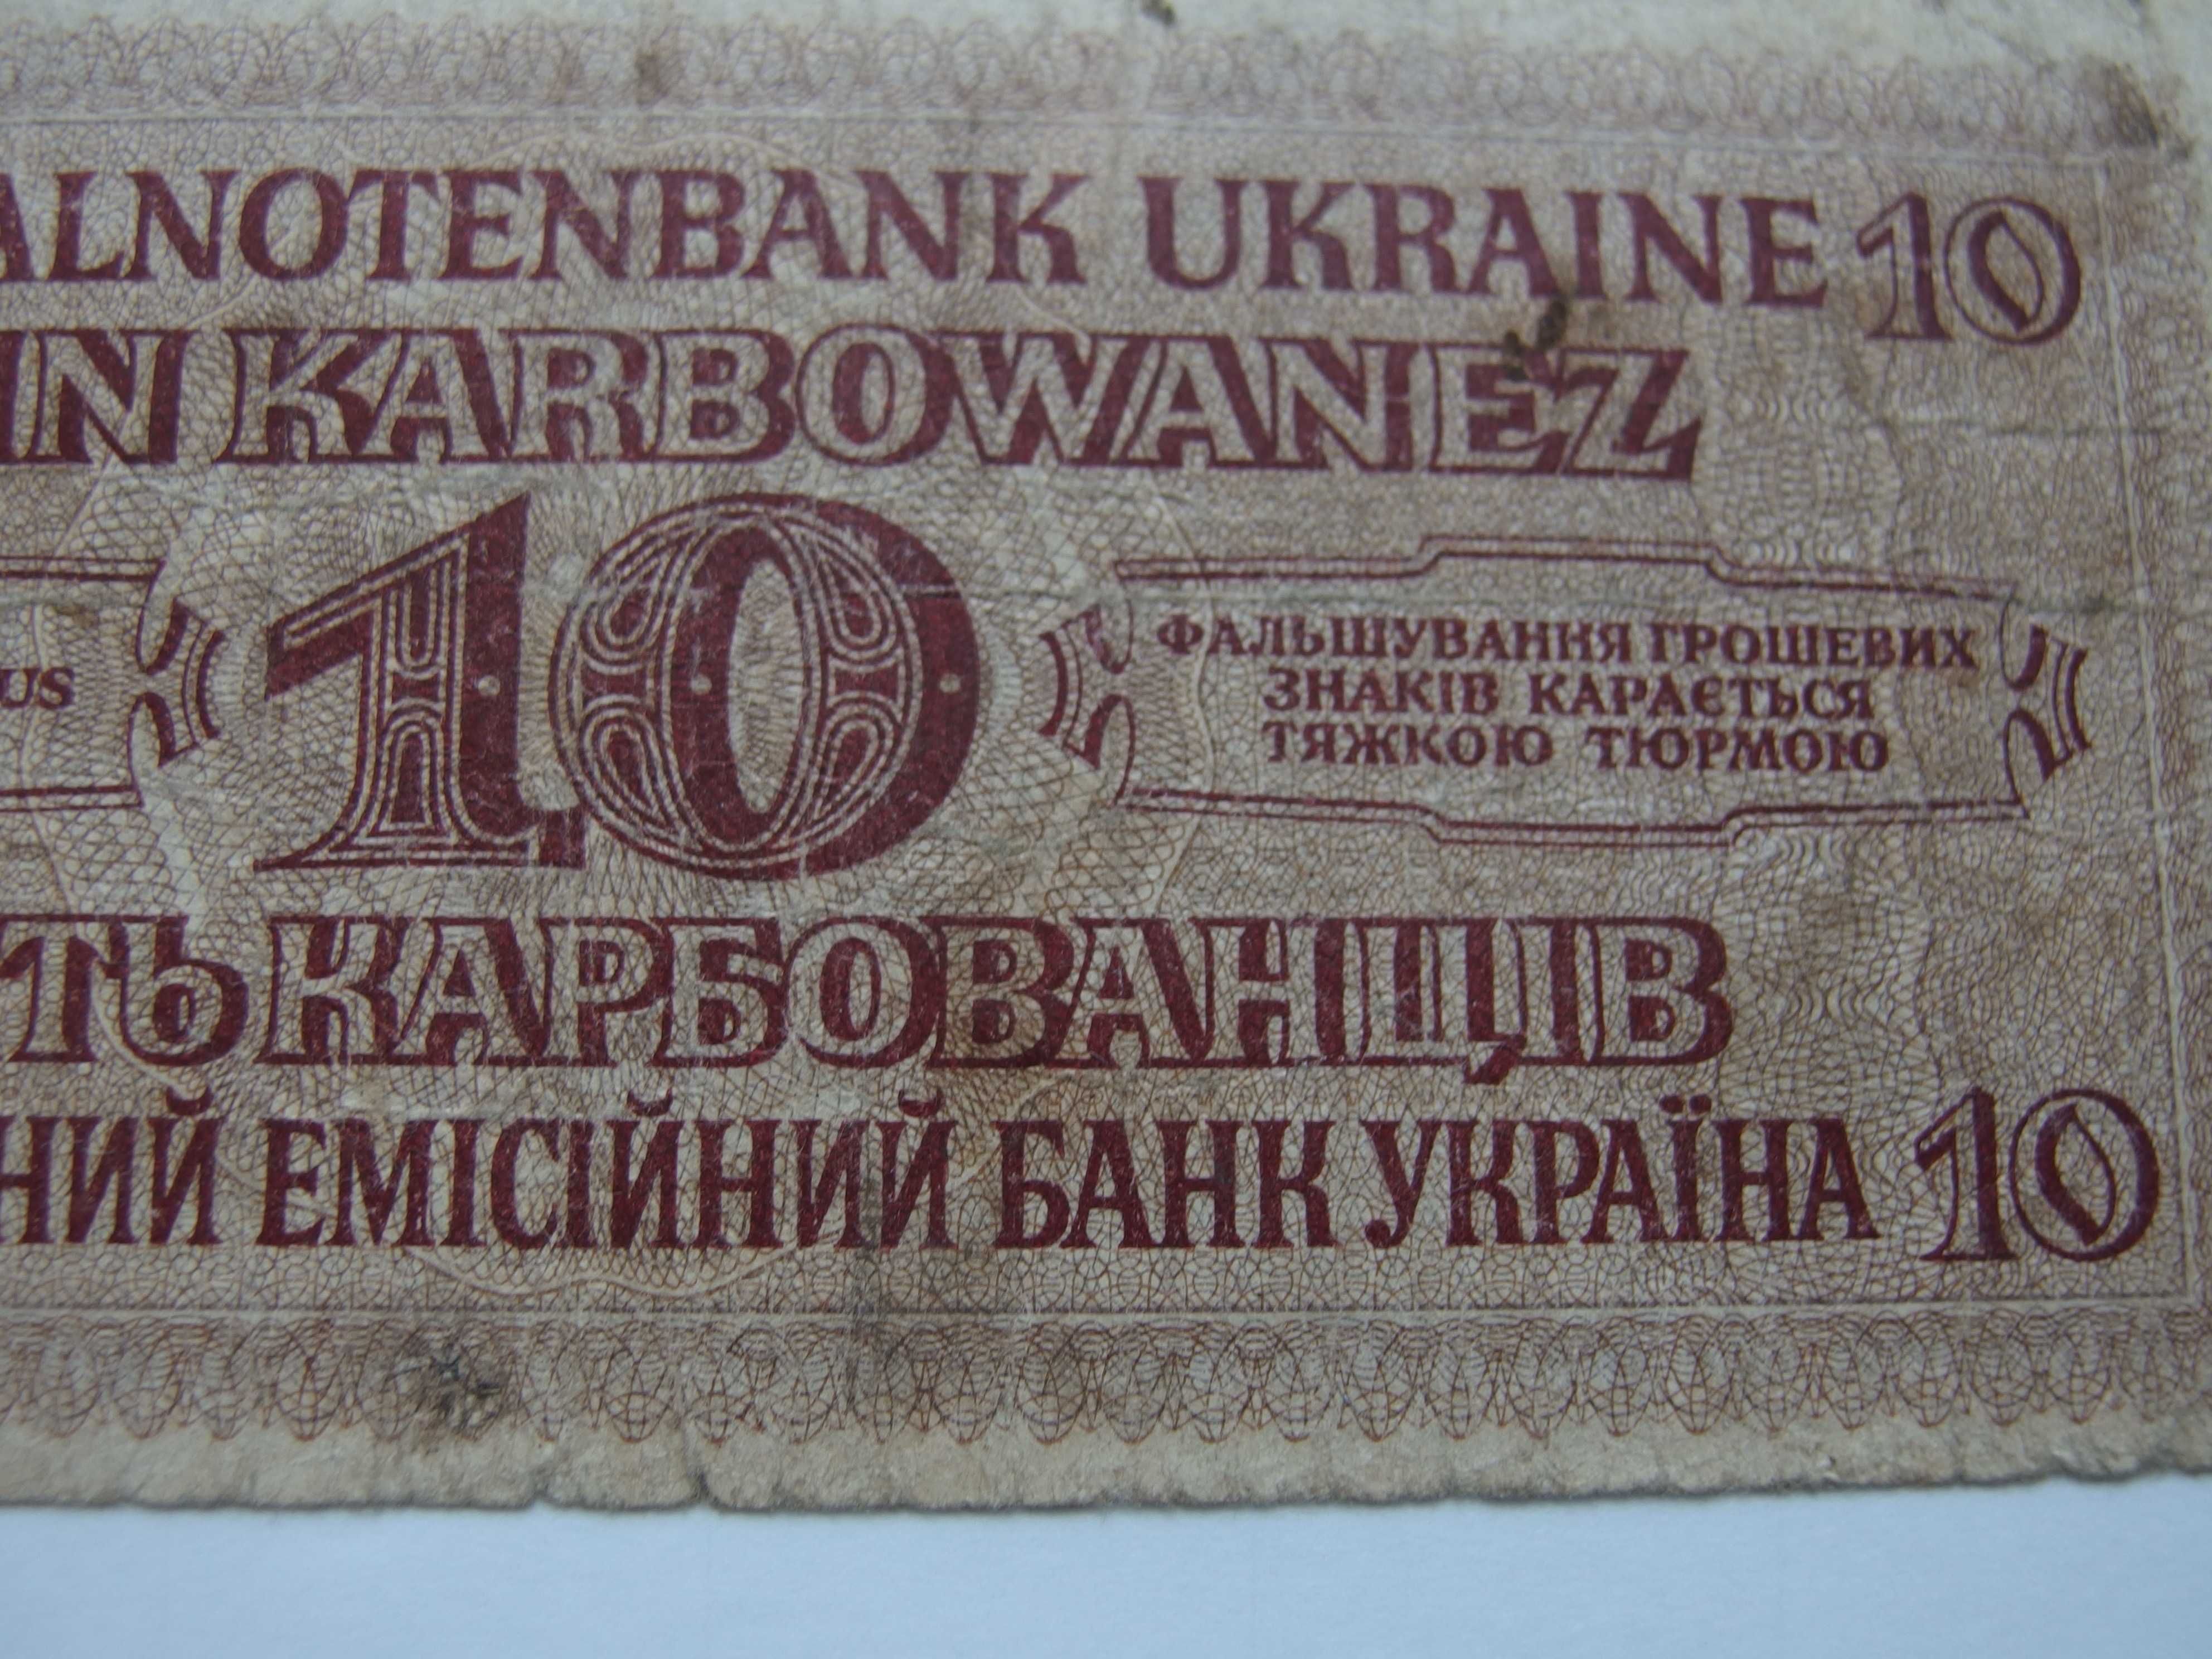 ALNOTENBANK UKRAINE 10
IN KARBOWANEZ
US
10
ФАЛЬШУВАННЯ ГРОШЕВИХ
ЗНАКІВ КАРАЄТЬСЯ
ТЯЖКОЮ ТЮРМОЮ
ТЬ КАРБОВАНЦІВ
НИЙ ЕМІСІЙНИЙ БАНК УКРАЇНА 10